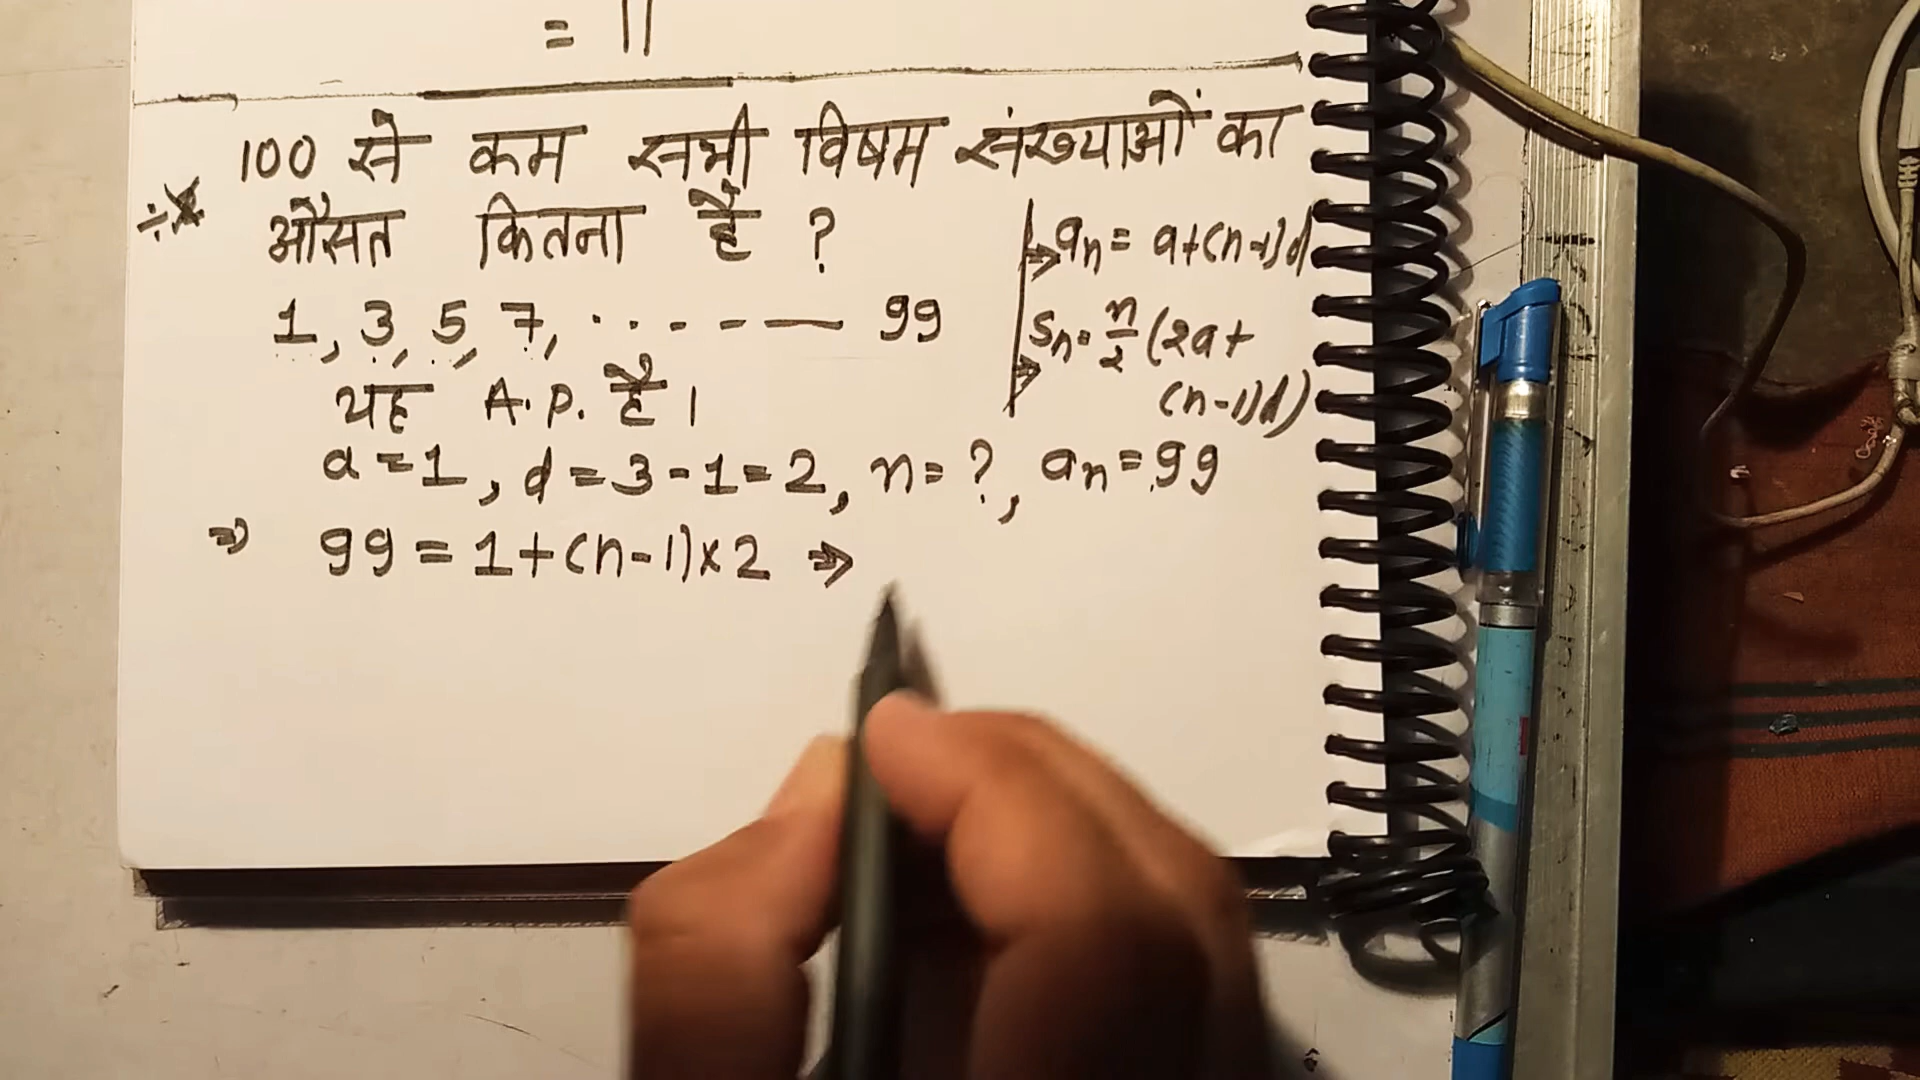 = 11
100 से कम सभी विषम संख्याओं का
औसत कितना है ?
1, 3, 5, 7, . . . - - — 99
यह A.P. है।
a = 1, d = 3 - 1 = 2, n = ?, an = 99
⇒ 99 = 1 + (n - 1) × 2 ⇒
→ an = a + (n - 1)d
→ Sn = n/2 (2a +
(n - 1)d)